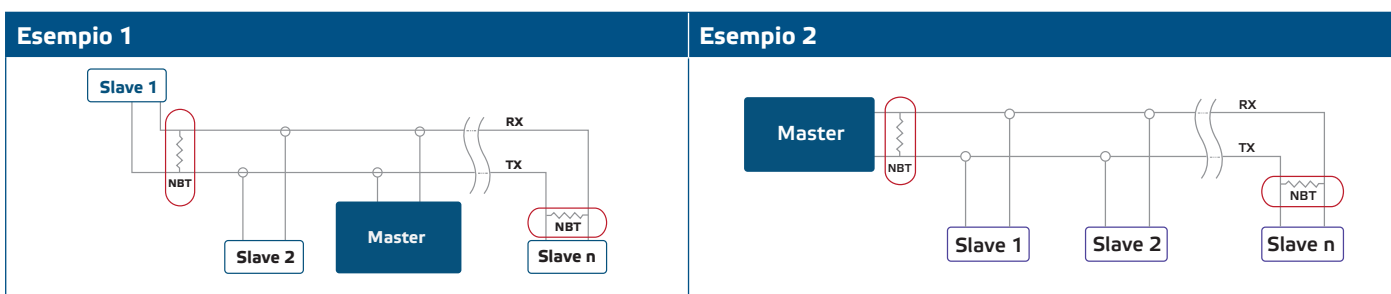 Esempio 1
Slave 1
RX
TX
NBT
NBT
Master
Slave 2
Slave n
Esempio 2
RX
Master
TX
NBT
NBT
Slave 1
Slave 2
Slave n